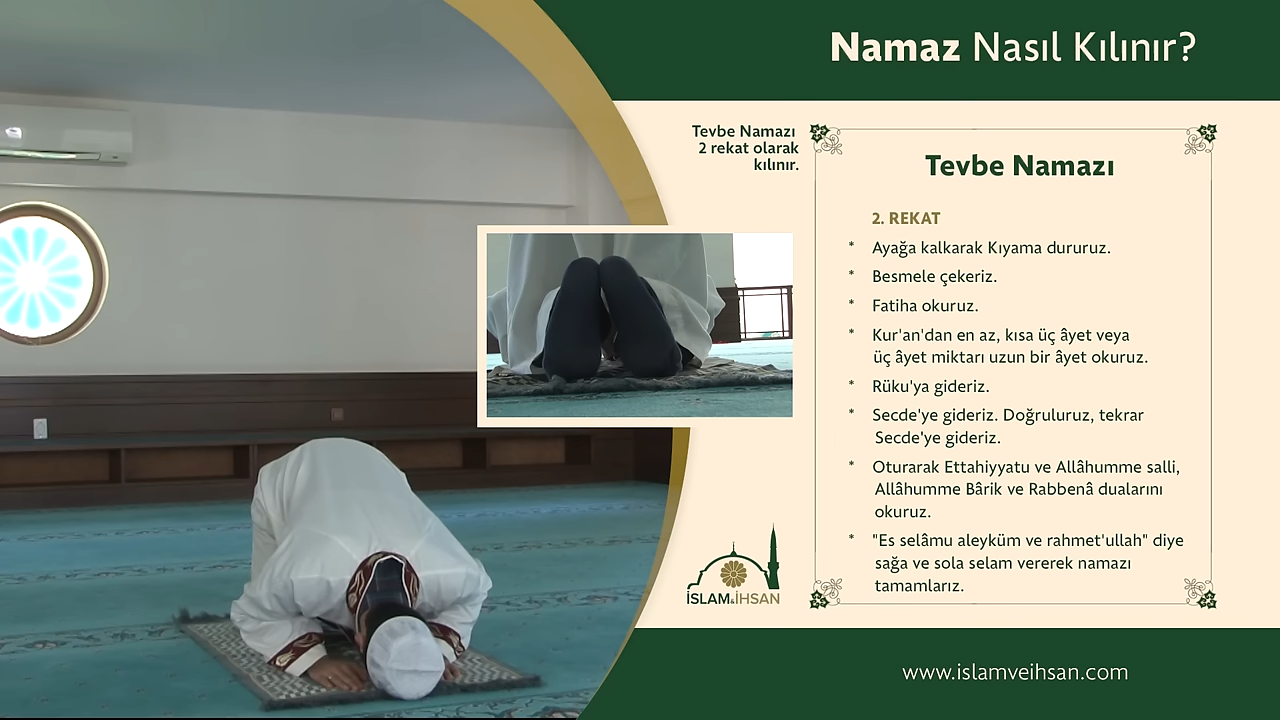 Namaz Nasıl Kılınır?
Tevbe Namazı
2 rekat olarak
kılınır.
Tevbe Namazı
2. REKAT
* Ayağa kalkarak Kıyama dururuz.
* Besmele çekeriz.
* Fatiha okuruz.
* Kur'an'dan en az, kısa üç âyet veya
üç âyet miktarı uzun bir âyet okuruz.
* Rüku'ya gideriz.
* Secde'ye gideriz. Doğruluruz, tekrar
Secde'ye gideriz.
* Oturarak Ettahiyyatu ve Allâhumme salli,
Allâhumme Bârik ve Rabbenâ dualarını
okuruz.
* "Es selâmu aleyküm ve rahmet'ullah" diye
sağa ve sola selam vererek namazı
tamamlarız.
İSLAM&İHSAN
www.islamveihsan.com